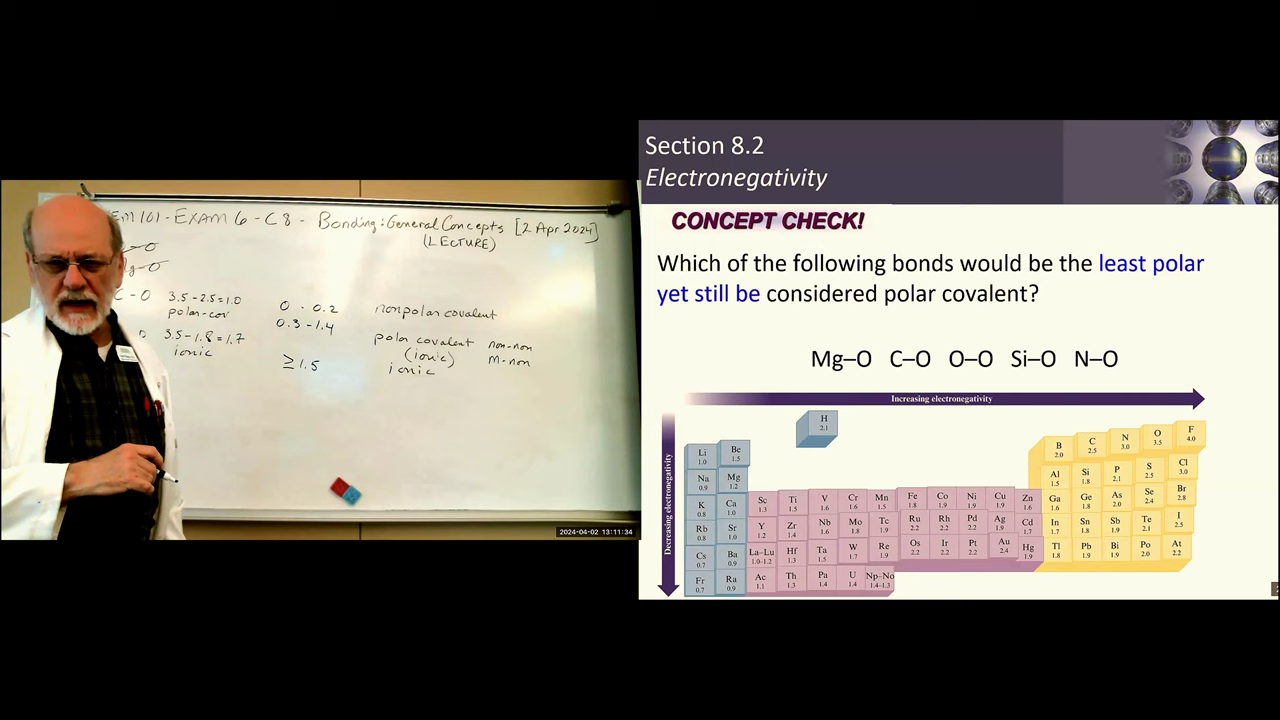 EM 101 - EXAM 6 - C 8 - Bonding: General Concepts [2 Apr 2024]
(LECTURE)
-O
Mg-O
C-O 3.5-2.5=1.0
polar-cov
3.5-1.8=1.7
ionic
0 - 0.2 nonpolar covalent
0.3-1.4 polar covalent non-non
(ionic) M-non
≥1.5 ionic
2024-04-02 13:11:34
Section 8.2
Electronegativity
CONCEPT CHECK!
Which of the following bonds would be the least polar
yet still be considered polar covalent?
Mg–O C–O O–O Si–O N–O
Increasing electronegativity
Decreasing electronegativity
H
2.1
Li Be B C N O F
1.0 1.5 2.0 2.5 3.0 3.5 4.0
Na Mg Al Si P S Cl
0.9 1.2 1.5 1.8 2.1 2.5 3.0
K Ca Sc Ti V Cr Mn Fe Co Ni Cu Zn Ga Ge As Se Br
0.8 1.0 1.3 1.5 1.6 1.6 1.5 1.8 1.9 1.9 1.9 1.6 1.6 1.8 2.0 2.4 2.8
Rb Sr Y Zr Nb Mo Tc Ru Rh Pd Ag Cd In Sn Sb Te I
0.8 1.0 1.2 1.4 1.6 1.8 1.9 2.2 2.2 2.2 1.9 1.7 1.7 1.8 1.9 2.1 2.5
Cs Ba La–Lu Hf Ta W Re Os Ir Pt Au Hg Tl Pb Bi Po At
0.7 0.9 1.0–1.2 1.3 1.5 1.7 1.9 2.2 2.2 2.2 2.4 1.9 1.8 1.9 1.9 2.0 2.2
Fr Ra Ac Th Pa U Np–No
0.7 0.9 1.1 1.3 1.4 1.4 1.4–1.3